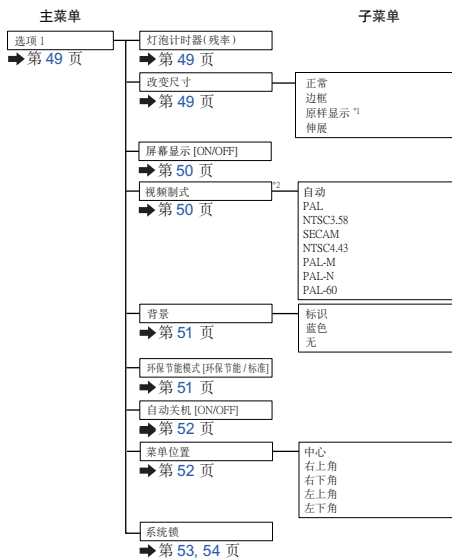 主菜单
子菜单
选项 1
➡第 49 页
灯泡计时器(残率)
➡第 49 页
改变尺寸
➡第 49 页
正常
边框
原样显示 *1
伸展
屏幕显示 [ON/OFF]
➡第 50 页
视频制式
*2
➡第 50 页
自动
PAL
NTSC3.58
SECAM
NTSC4.43
PAL-M
PAL-N
PAL-60
背景
➡第 51 页
标识
蓝色
无
环保节能模式 [环保节能 / 标准]
➡第 51 页
自动关机 [ON/OFF]
➡第 52 页
菜单位置
➡第 52 页
中心
右上角
右下角
左上角
左下角
系统锁
➡第 53, 54 页